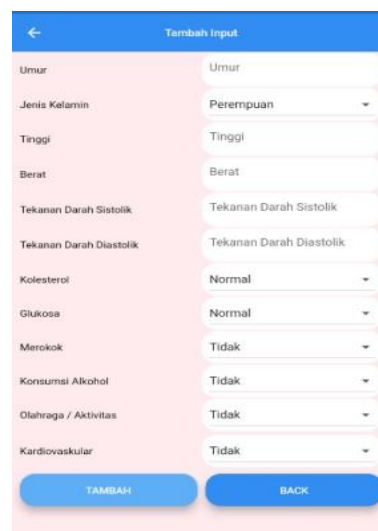 Tambah Input
Umur Umur
Jenis Kelamin Perempuan
Tinggi Tinggi
Berat Berat
Tekanan Darah Sistolik Tekanan Darah Sistolik
Tekanan Darah Diastolik Tekanan Darah Diastolik
Kolesterol Normal
Glukosa Normal
Merokok Tidak
Konsumsi Alkohol Tidak
Olahraga / Aktivitas Tidak
Kardiovaskular Tidak
TAMBAH BACK